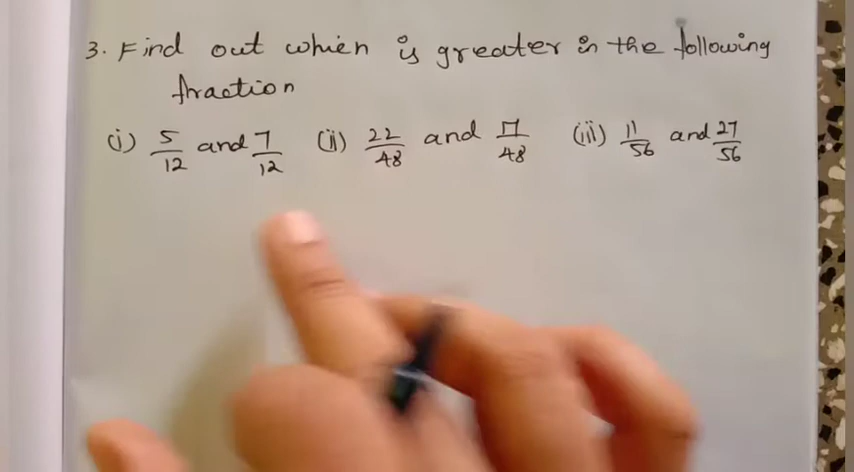 3. Find out which is greater in the following
fraction
(i) 5/12 and 7/12 (ii) 22/48 and 17/48 (iii) 11/56 and 27/56